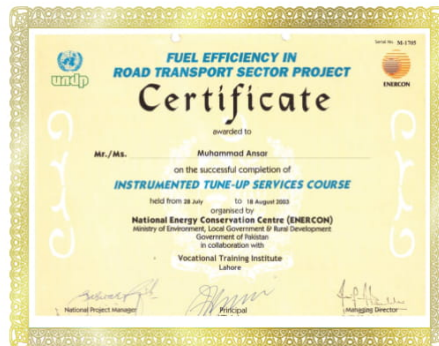 Serial No. M-1705
undp
ENERCON
FUEL EFFICIENCY IN
ROAD TRANSPORT SECTOR PROJECT
Certificate
awarded to
Mr./Ms. Muhammad Ansar
on the successful completion of
INSTRUMENTED TUNE-UP SERVICES COURSE
held from 28 July to 18 August 2003
organised by
National Energy Conservation Centre (ENERCON)
Ministry of Environment, Local Government & Rural Development
Government of Pakistan
in collaboration with
Vocational Training Institute
Lahore
National Project Manager
Principal
Managing Director